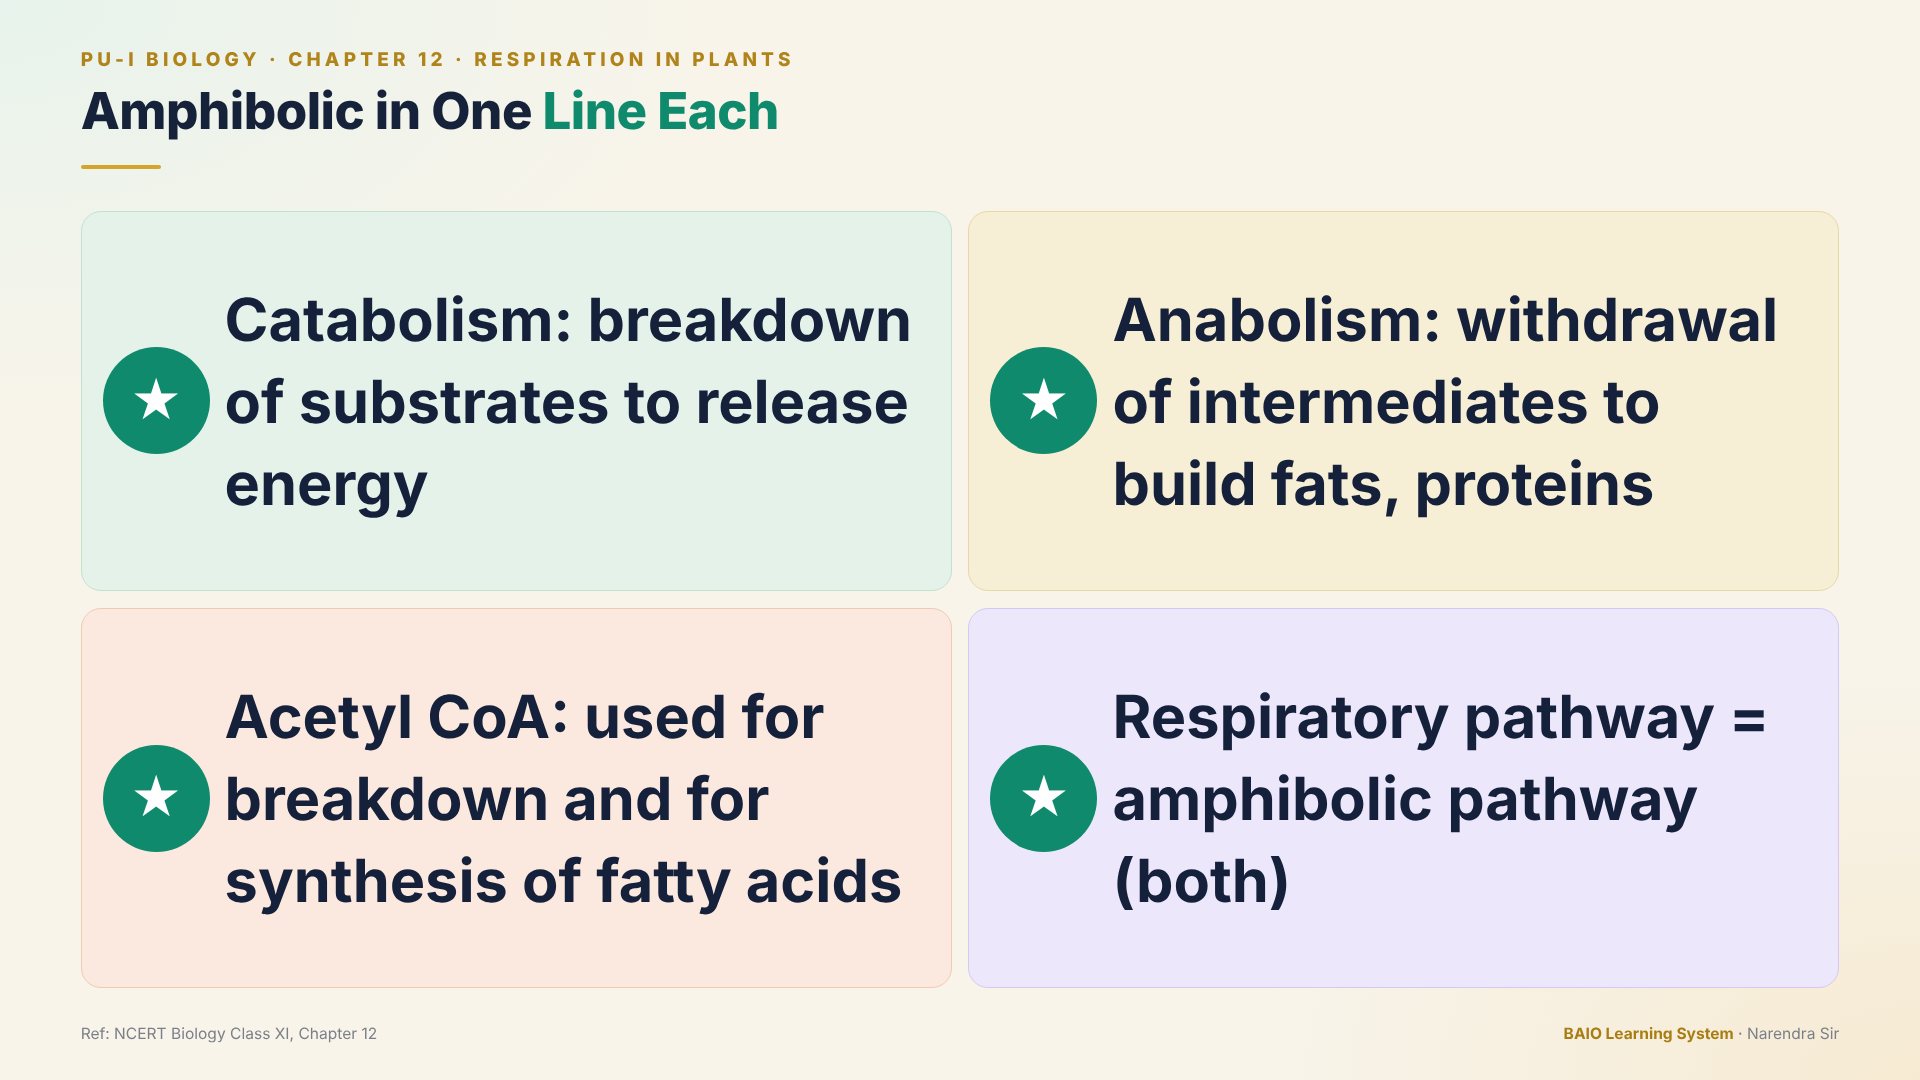 PU-I BIOLOGY · CHAPTER 12 · RESPIRATION IN PLANTS
Amphibolic in One Line Each
Catabolism: breakdown
of substrates to release
energy
Anabolism: withdrawal
of intermediates to
build fats, proteins
Acetyl CoA: used for
breakdown and for
synthesis of fatty acids
Respiratory pathway =
amphibolic pathway
(both)
Ref: NCERT Biology Class XI, Chapter 12
BAIO Learning System · Narendra Sir